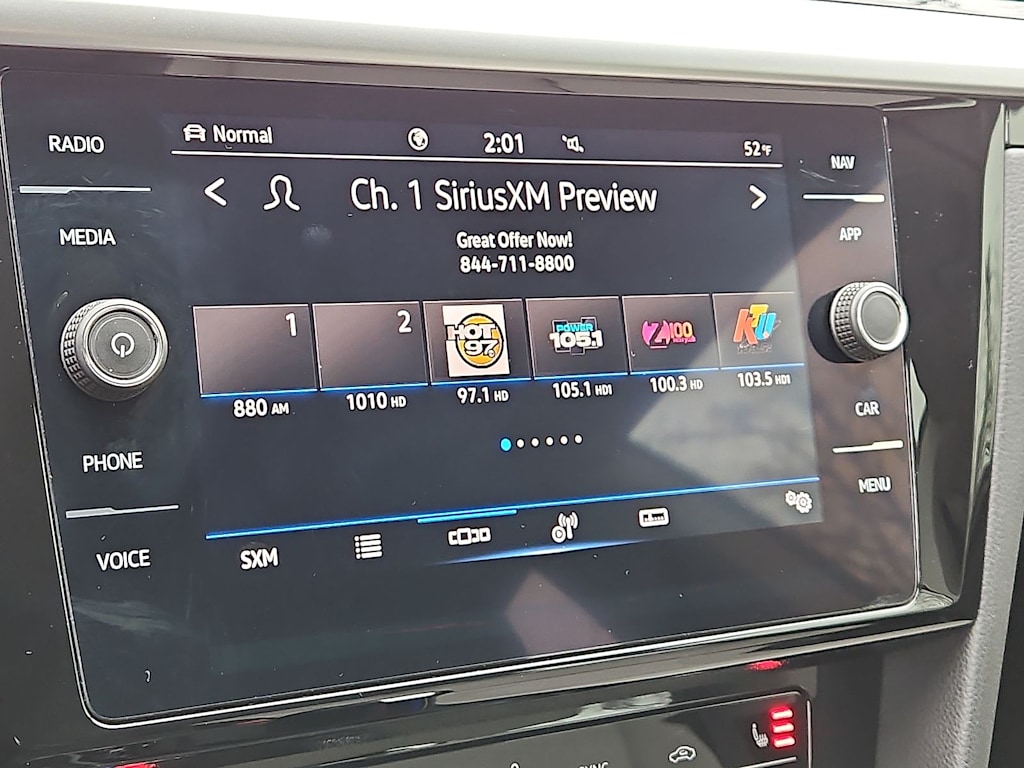 RADIO
MEDIA
PHONE
VOICE
Normal
2:01
52°F
Ch. 1 SiriusXM Preview
Great Offer Now!
844-711-8800
1
2
HOT 97
POWER 105.1
Z100
KTU
880 AM
1010 HD
97.1 HD
105.1 HD1
100.3 HD
103.5 HD1
SXM
NAV
APP
CAR
MENU